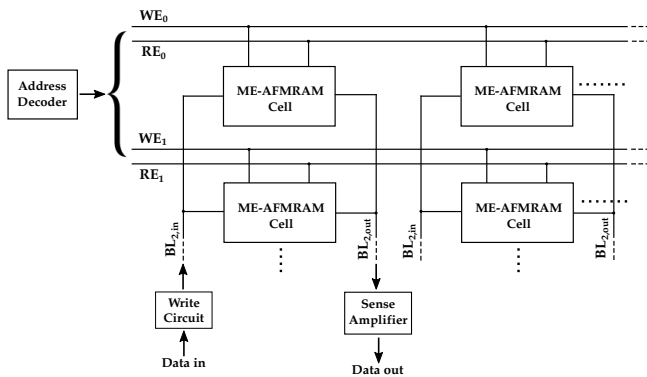 WE0
RE0
Address
Decoder
ME-AFMRAM
Cell
ME-AFMRAM
Cell
WE1
RE1
ME-AFMRAM
Cell
ME-AFMRAM
Cell
BL2,in
BL2,out
BL2,in
BL2,out
Write
Circuit
Sense
Amplifier
Data in
Data out